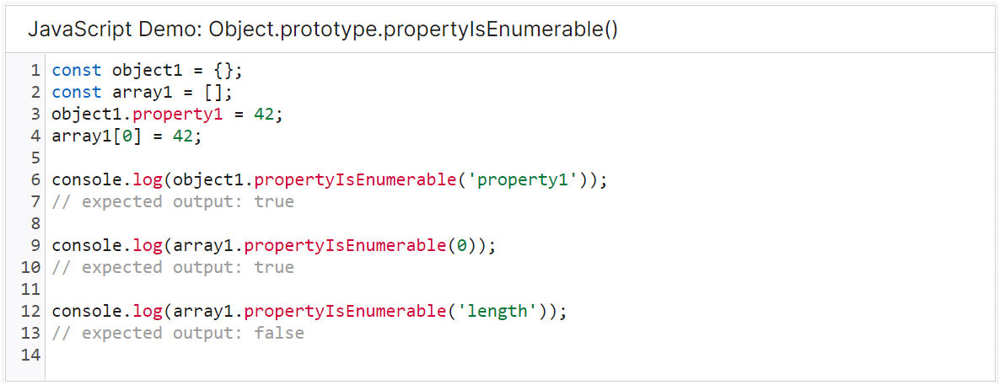 JavaScript Demo: Object.prototype.propertyIsEnumerable()
1 const object1 = {};
2 const array1 = [];
3 object1.property1 = 42;
4 array1[0] = 42;
5
6 console.log(object1.propertyIsEnumerable('property1'));
7 // expected output: true
8
9 console.log(array1.propertyIsEnumerable(0));
10 // expected output: true
11
12 console.log(array1.propertyIsEnumerable('length'));
13 // expected output: false
14